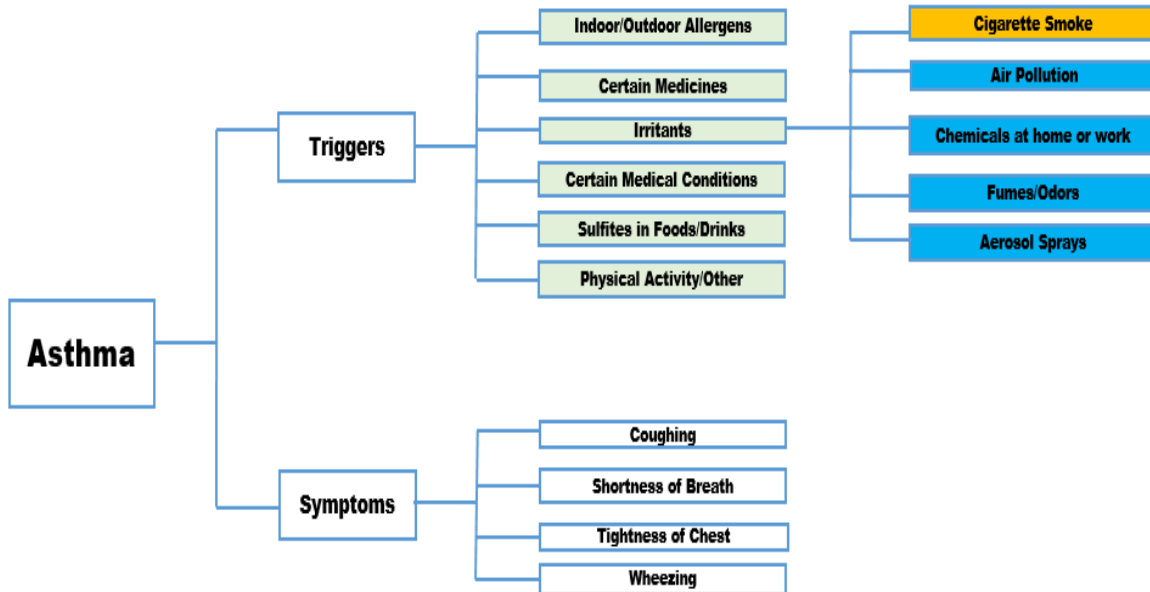 Asthma
Triggers
Indoor/Outdoor Allergens
Certain Medicines
Irritants
Certain Medical Conditions
Sulfites in Foods/Drinks
Physical Activity/Other
Cigarette Smoke
Air Pollution
Chemicals at home or work
Fumes/Odors
Aerosol Sprays
Symptoms
Coughing
Shortness of Breath
Tightness of Chest
Wheezing